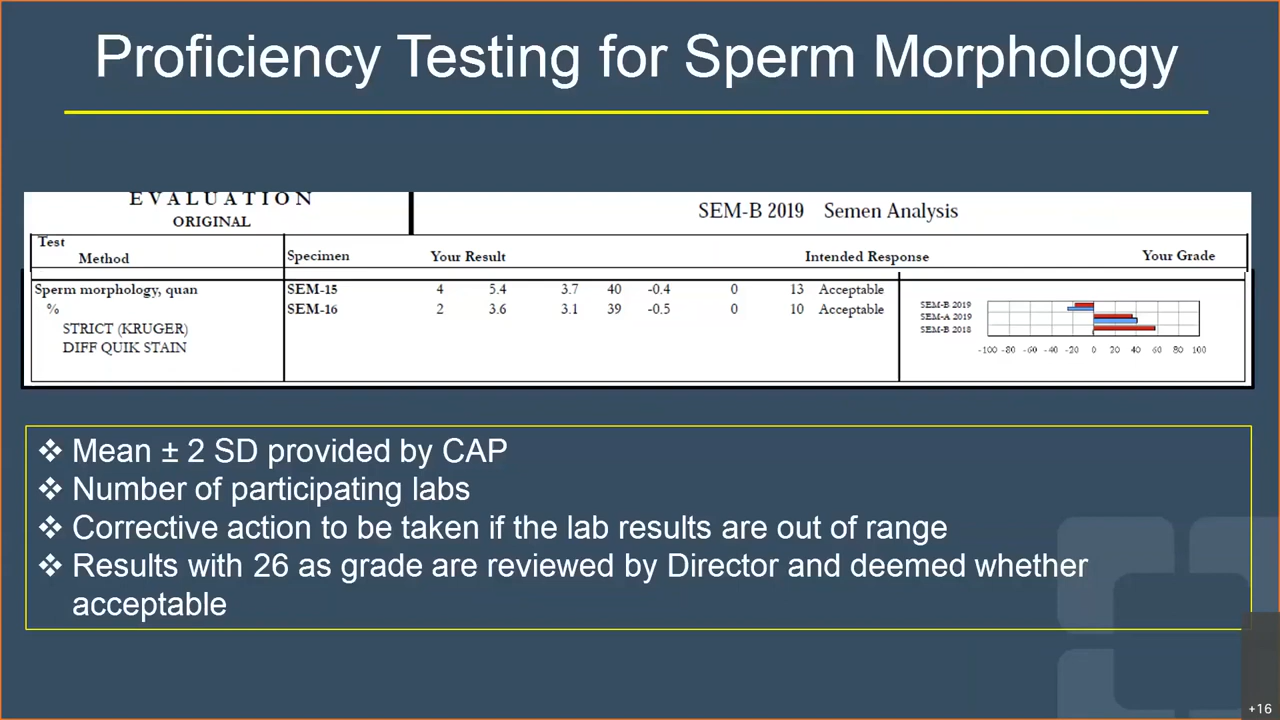 Proficiency Testing for Sperm Morphology
E V A L U A T I O N
ORIGINAL
SEM-B 2019 Semen Analysis
Test
Method
Specimen
Your Result
Intended Response
Your Grade
Sperm morphology, quan
SEM-15 4 5.4 3.7 40 -0.4 0 13 Acceptable
%
SEM-16 2 3.6 3.1 39 -0.5 0 10 Acceptable
STRICT (KRUGER)
DIFF QUIK STAIN
SEM-B 2019
SEM-A 2019
SEM-B 2018
-100 -80 -60 -40 -20 0 20 40 60 80 100
❖ Mean ± 2 SD provided by CAP
❖ Number of participating labs
❖ Corrective action to be taken if the lab results are out of range
❖ Results with 26 as grade are reviewed by Director and deemed whether
acceptable
+16